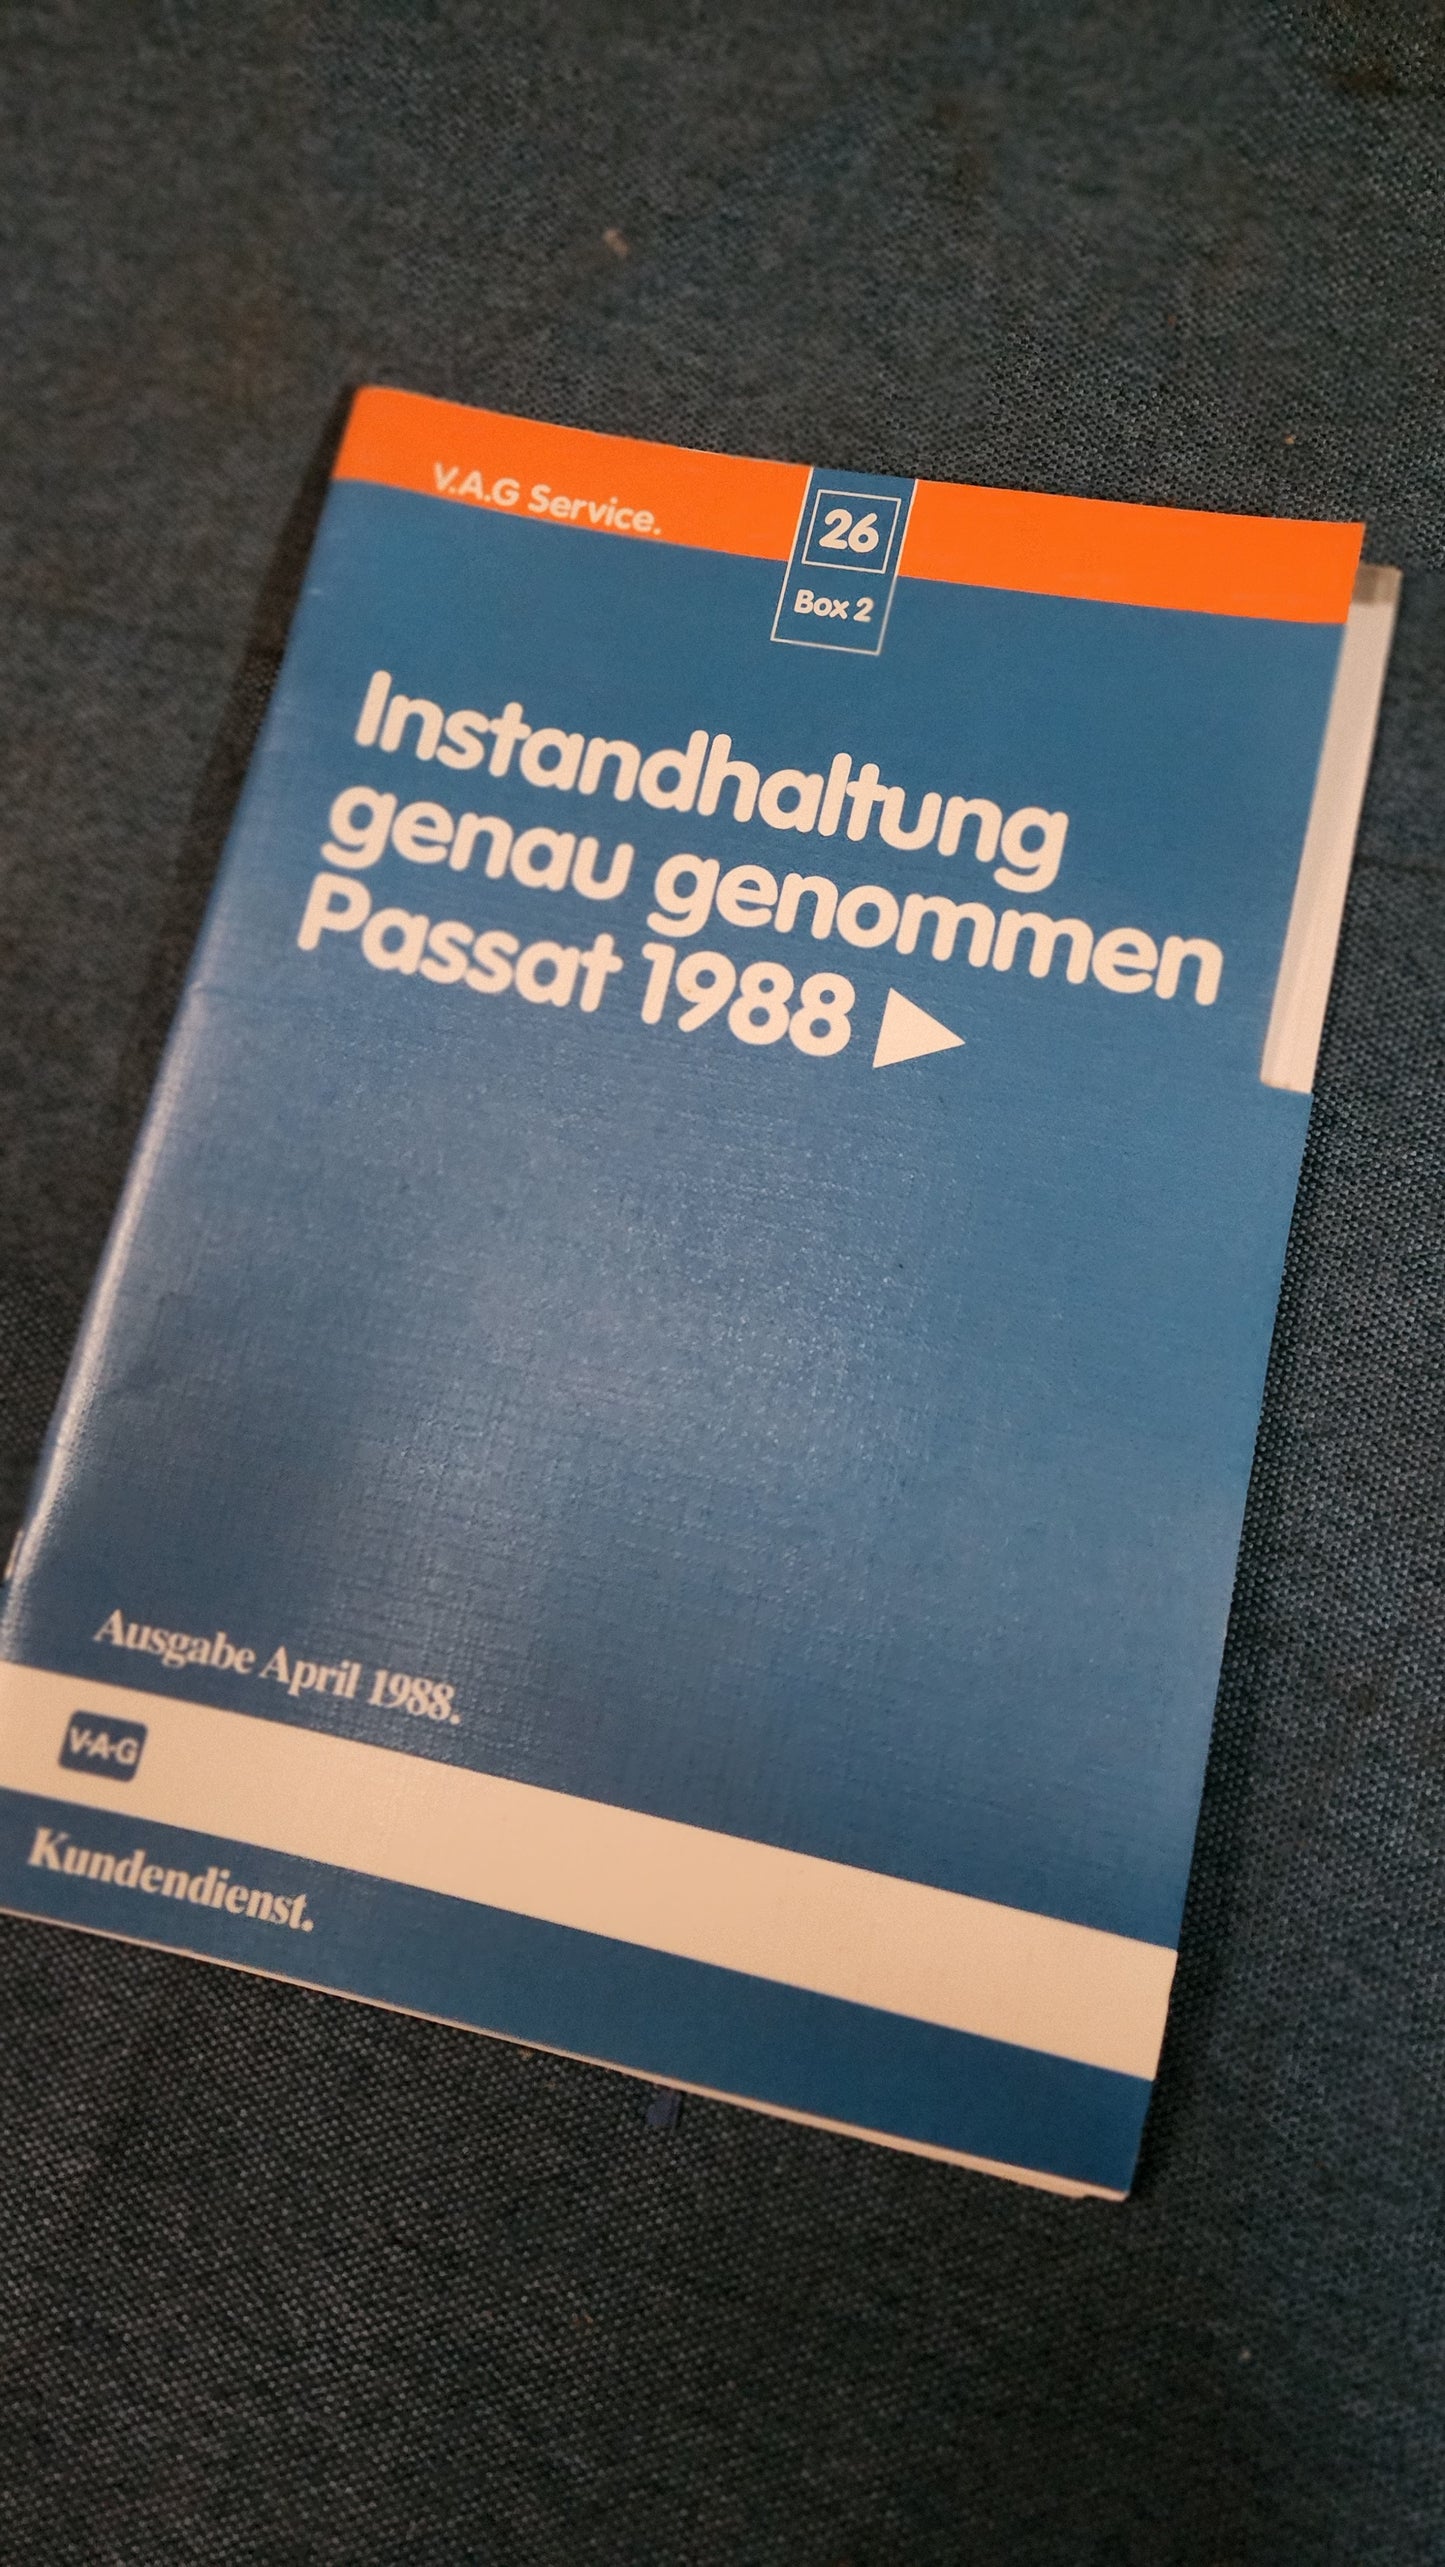 V.A.G Service.
26
Box 2
Instandhaltung
genau genommen
Passat 1988 ▶
Ausgabe April 1988.
V·A·G
Kundendienst.